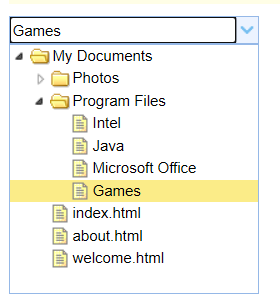 Games
My Documents
Photos
Program Files
Intel
Java
Microsoft Office
Games
index.html
about.html
welcome.html